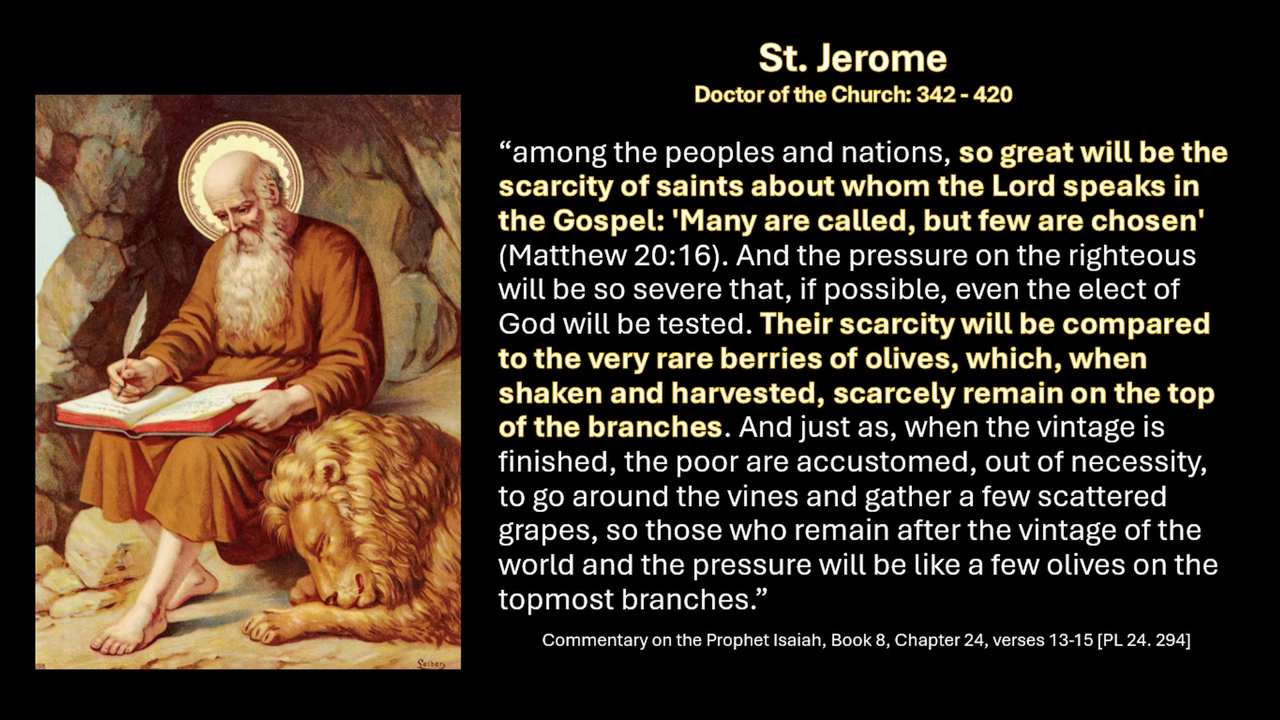 St. Jerome
Doctor of the Church: 342 - 420
“among the peoples and nations, so great will be the
scarcity of saints about whom the Lord speaks in
the Gospel: 'Many are called, but few are chosen'
(Matthew 20:16). And the pressure on the righteous
will be so severe that, if possible, even the elect of
God will be tested. Their scarcity will be compared
to the very rare berries of olives, which, when
shaken and harvested, scarcely remain on the top
of the branches. And just as, when the vintage is
finished, the poor are accustomed, out of necessity,
to go around the vines and gather a few scattered
grapes, so those who remain after the vintage of the
world and the pressure will be like a few olives on the
topmost branches.”
Commentary on the Prophet Isaiah, Book 8, Chapter 24, verses 13-15 [PL 24. 294]